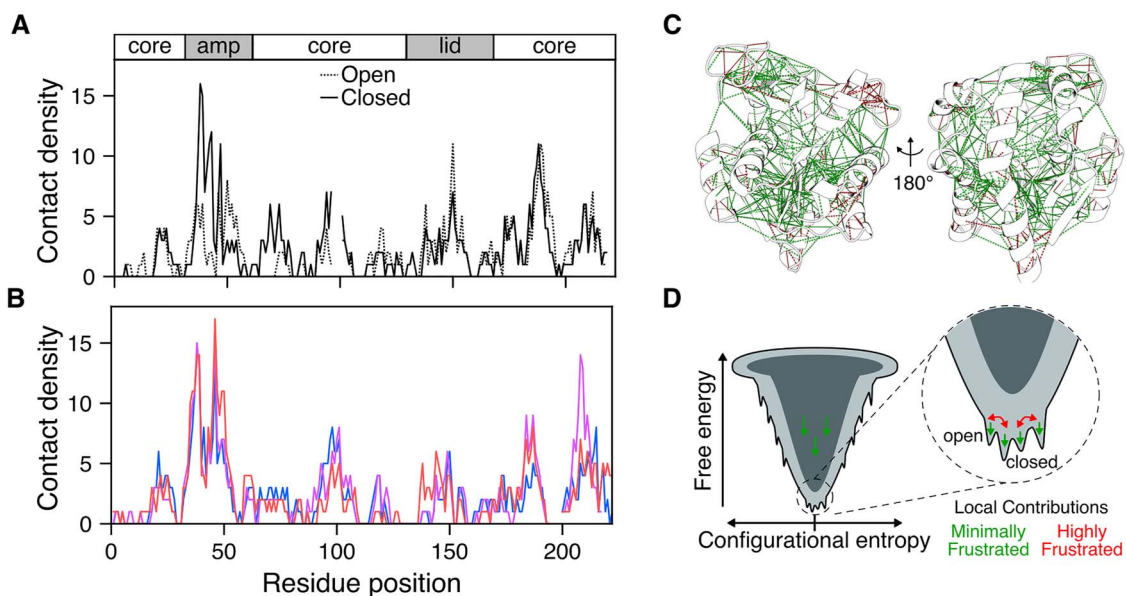 A
core
amp
core
lid
core
Open
Closed
Contact density
15
10
5
0
B
Contact density
15
10
5
0
0
50
100
150
200
Residue position
C
180°
D
Free energy
Configurational entropy
open
closed
Local Contributions
Minimally
Frustrated
Highly
Frustrated